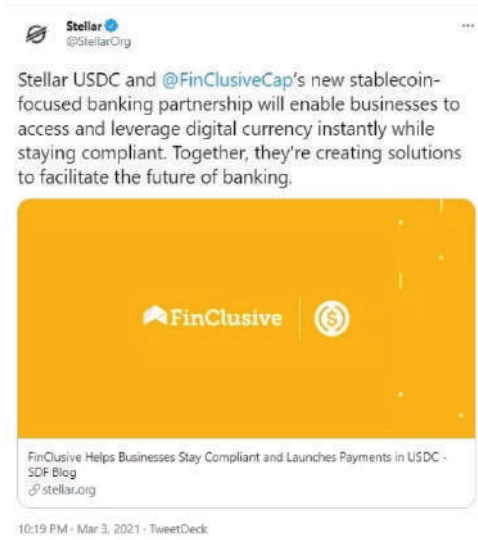 Stellar
@StellarOrg
Stellar USDC and @FinClusiveCap's new stablecoin-
focused banking partnership will enable businesses to
access and leverage digital currency instantly while
staying compliant. Together, they're creating solutions
to facilitate the future of banking.
FinClusive
FinClusive Helps Businesses Stay Compliant and Launches Payments in USDC -
SDF Blog
stellar.org
10:19 PM · Mar 3, 2021 · TweetDeck